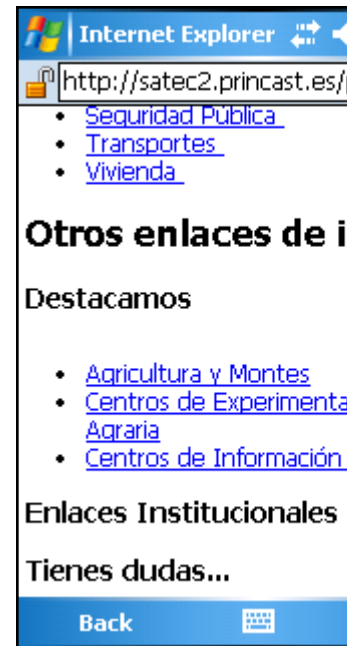 Internet Explorer
http://satec2.princast.es/
Seguridad Pública
Transportes
Vivienda
Otros enlaces de i
Destacamos
Agricultura y Montes
Centros de Experimenta
Agraria
Centros de Información
Enlaces Institucionales
Tienes dudas...
Back